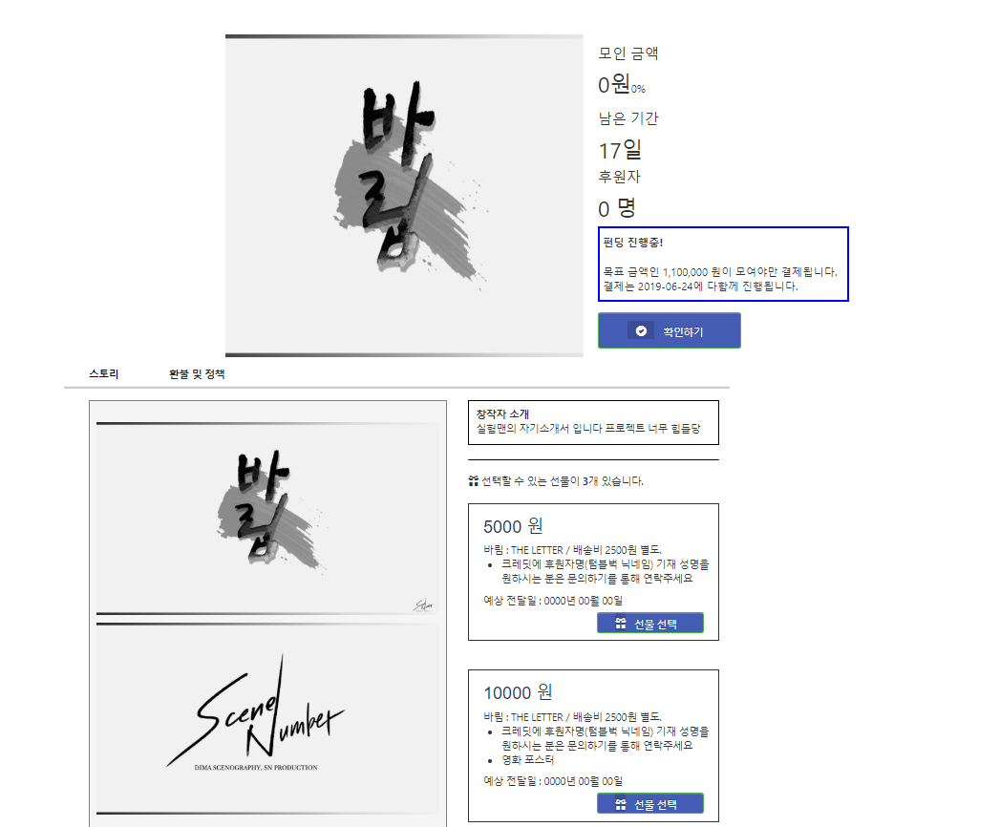 바림
모인 금액
0원0%
남은 기간
17일
후원자
0 명
펀딩 진행중!
목표 금액인 1,100,000 원이 모여야만 결제됩니다.
결제는 2019-06-24에 다함께 진행됩니다.
확인하기
스토리 환불 및 정책
바림
Scene
Scene Number
DIMA SCENOGRAPHY, SN PRODUCTION
창작자 소개
실험맨의 자기소개서 입니다 프로젝트 너무 힘들당
선택할 수 있는 선물이 3개 있습니다.
5000 원
바림 : THE LETTER / 배송비 2500원 별도.
크레딧에 후원자명(텀블벅 닉네임) 기재 성명을
원하시는 분은 문의하기를 통해 연락주세요
예상 전달일 : 0000년 00월 00일
선물 선택
10000 원
바림 : THE LETTER / 배송비 2500원 별도.
크레딧에 후원자명(텀블벅 닉네임) 기재 성명을
원하시는 분은 문의하기를 통해 연락주세요
영화 포스터
예상 전달일 : 0000년 00월 00일
선물 선택